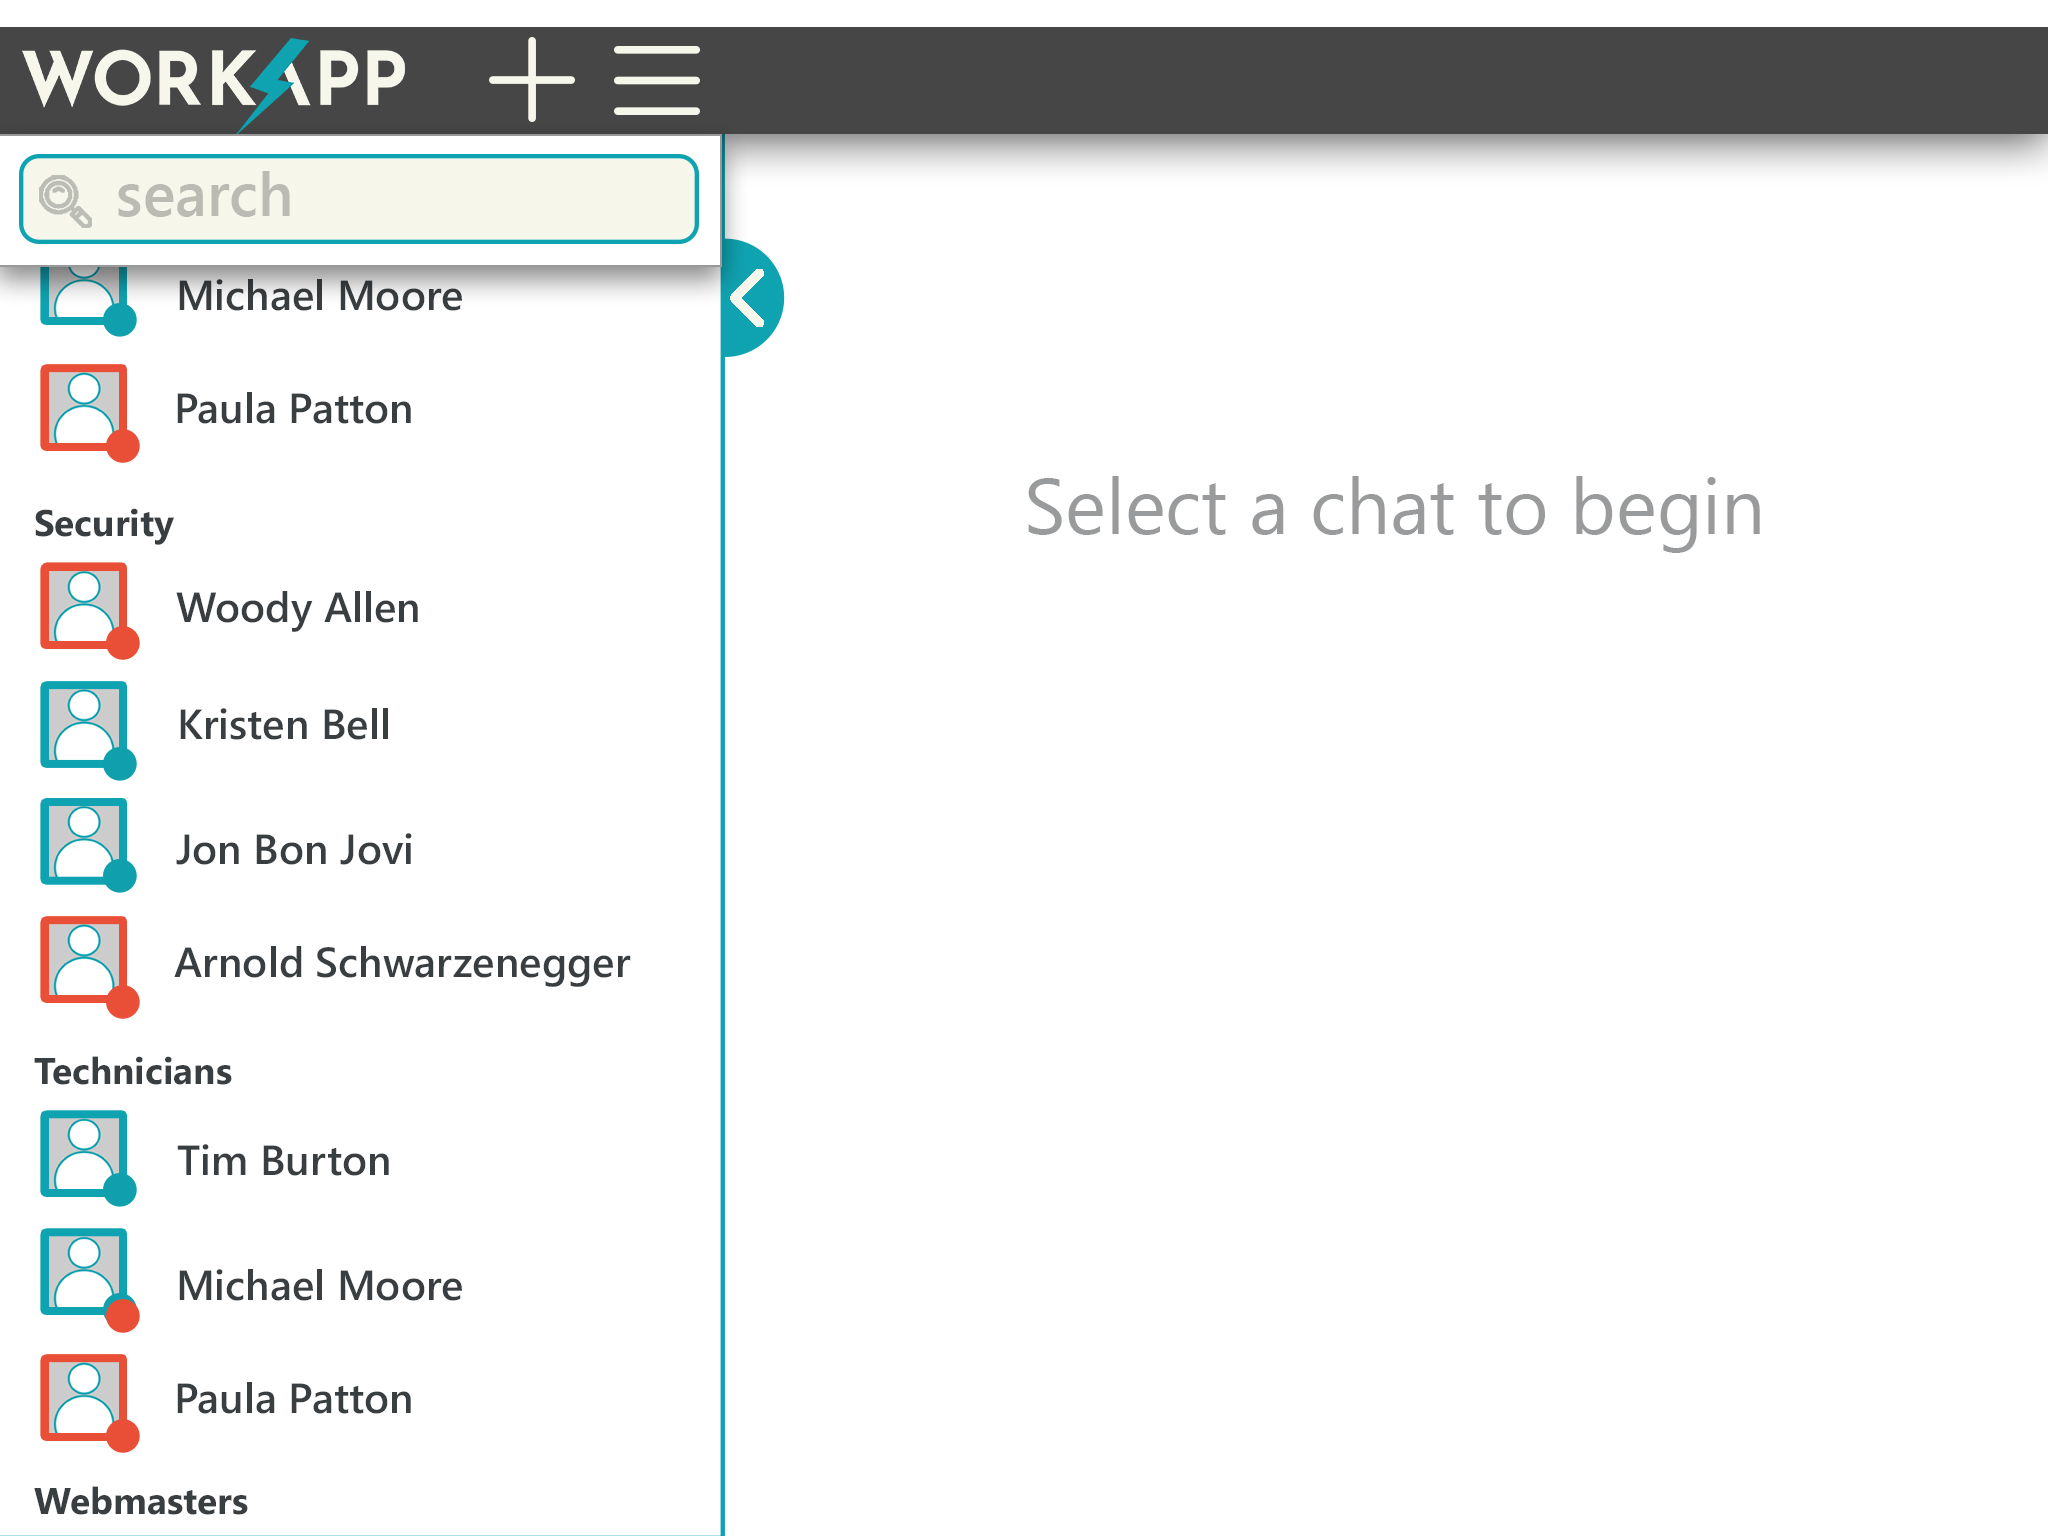 WORKAPP
search
Michael Moore
Paula Patton
Security
Woody Allen
Kristen Bell
Jon Bon Jovi
Arnold Schwarzenegger
Technicians
Tim Burton
Michael Moore
Paula Patton
Webmasters
Select a chat to begin